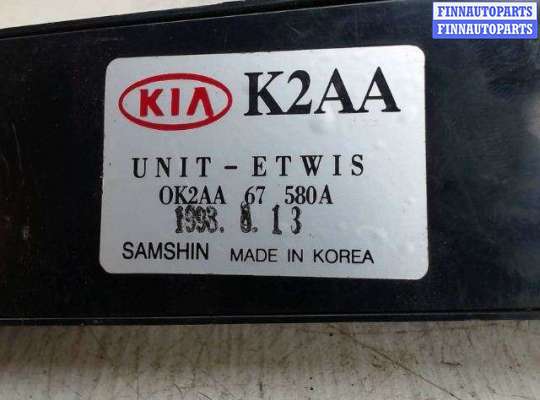 FINNAUTOPARTS
FINNAUTOPARTS
KIA K2AA
UNIT - ETWIS
OK2AA 67 580A
1998. 8. 13
SAMSHIN MADE IN KOREA